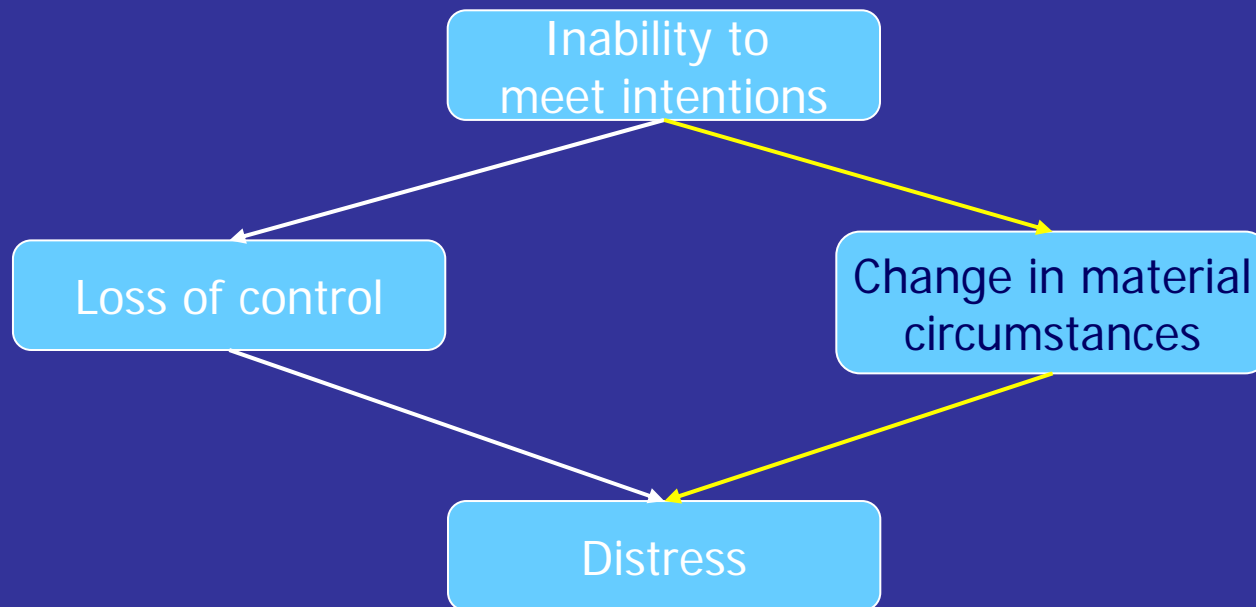 Inability to
meet intentions
Loss of control
Change in material
circumstances
Distress